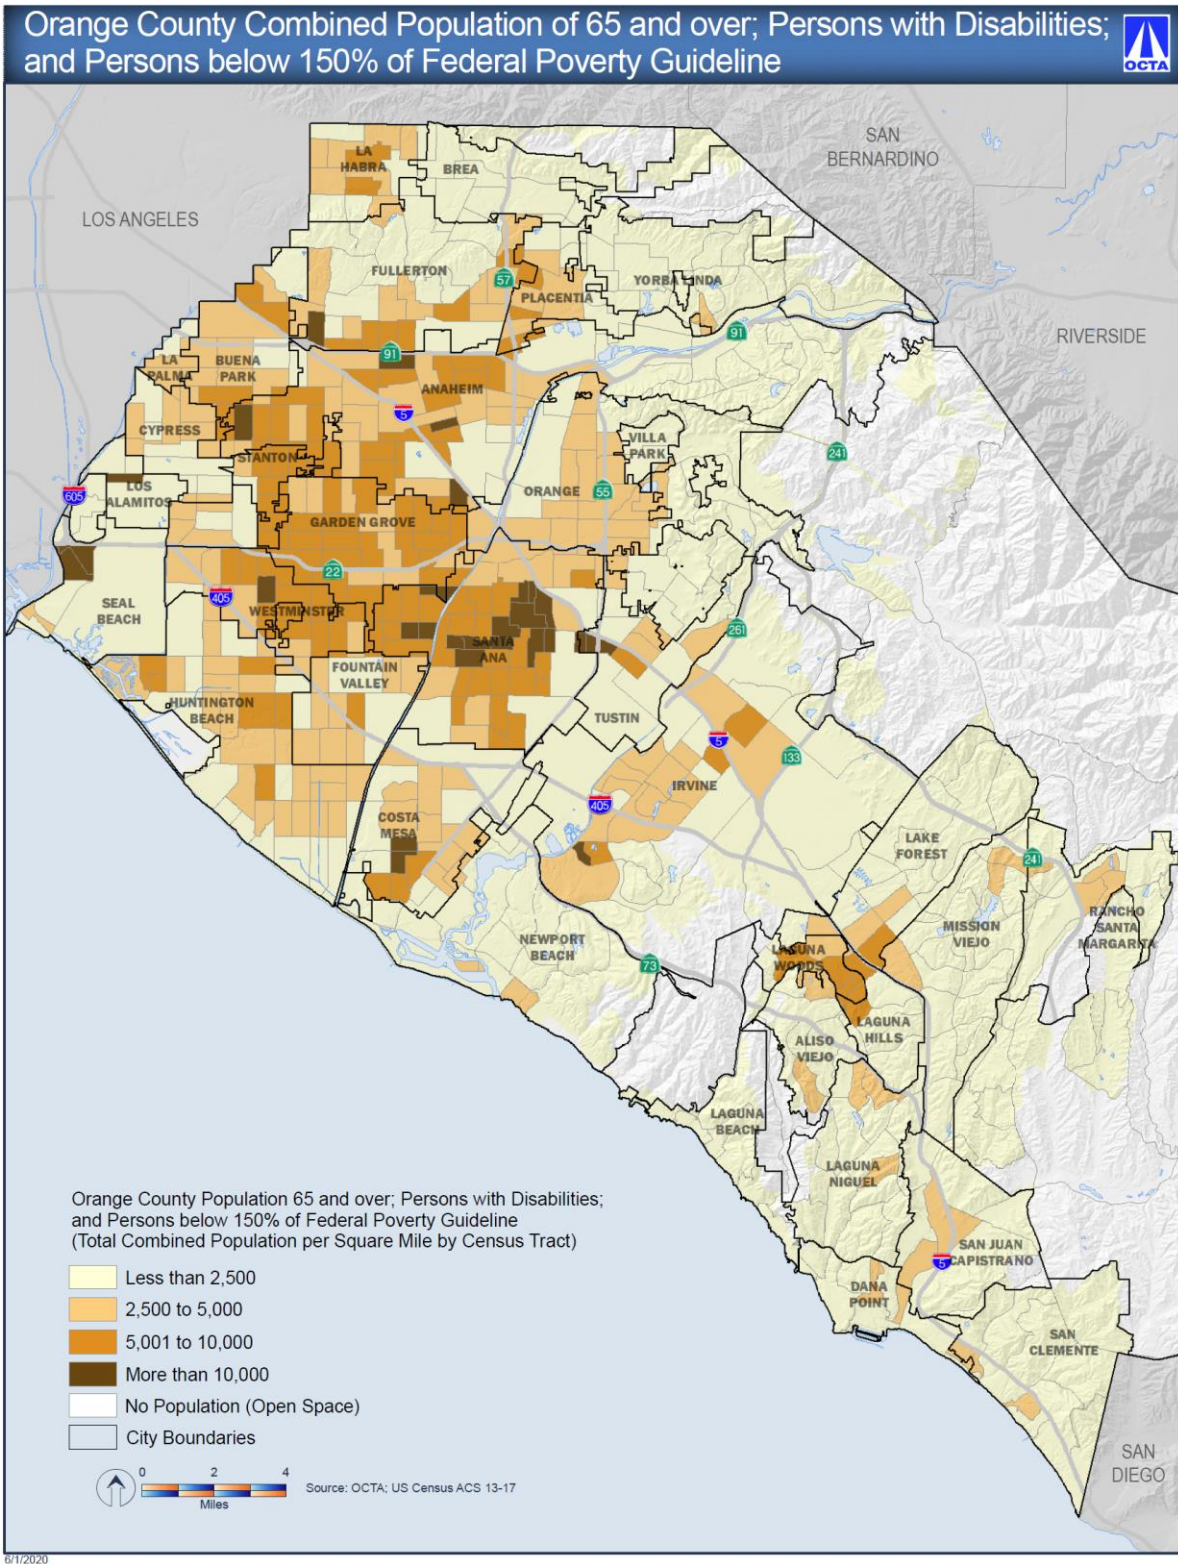 Orange County Combined Population of 65 and over; Persons with Disabilities;
and Persons below 150% of Federal Poverty Guideline
OCTA
SAN
BERNARDINO
LOS ANGELES
RIVERSIDE
LA
HABRA
BREA
FULLERTON
57
PLACENTIA
YORBA LINDA
91
91
LA
PALMA
BUENA
PARK
ANAHEIM
5
CYPRESS
STANTON
VILLA
PARK
241
605
LOS
ALAMITOS
ORANGE
55
GARDEN GROVE
22
405
SEAL
BEACH
WESTMINSTER
SANTA
ANA
261
FOUNTAIN
VALLEY
HUNTINGTON
BEACH
TUSTIN
5
133
IRVINE
405
COSTA
MESA
LAKE
FOREST
241
RANCHO
SANTA
MARGARITA
MISSION
VIEJO
NEWPORT
BEACH
73
LAGUNA
WOODS
LAGUNA
HILLS
ALISO
VIEJO
LAGUNA
BEACH
LAGUNA
NIGUEL
SAN JUAN
CAPISTRANO
5
DANA
POINT
SAN
CLEMENTE
SAN
DIEGO
Orange County Population 65 and over; Persons with Disabilities;
and Persons below 150% of Federal Poverty Guideline
(Total Combined Population per Square Mile by Census Tract)
Less than 2,500
2,500 to 5,000
5,001 to 10,000
More than 10,000
No Population (Open Space)
City Boundaries
0 2 4
Miles
Source: OCTA; US Census ACS 13-17
6/1/2020